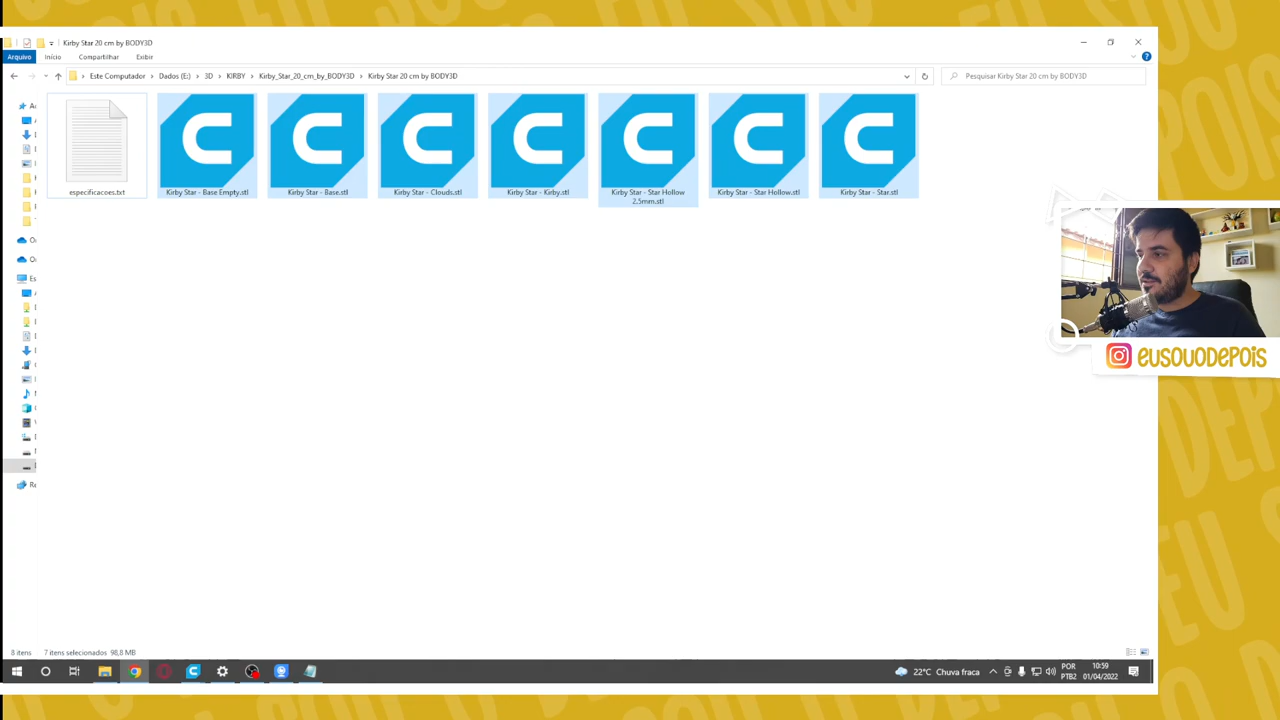 Kirby Star 20 cm by BODY3D
Arquivo Início Compartilhar Exibir
Este Computador > Dados (E:) > 3D > KIRBY > Kirby_Star_20_cm_by_BODY3D > Kirby Star 20 cm by BODY3D
Pesquisar Kirby Star 20 cm by BODY3D
especificacoes.txt
Kirby Star - Base Empty.stl
Kirby Star - Base.stl
Kirby Star - Clouds.stl
Kirby Star - Kirby.stl
Kirby Star - Star Hollow
2,5mm.stl
Kirby Star - Star Hollow.stl
Kirby Star - Star.stl
eusouodepois
8 itens 7 itens selecionados 98,8 MB
22°C Chuva fraca
POR
PTB2
10:59
01/04/2022